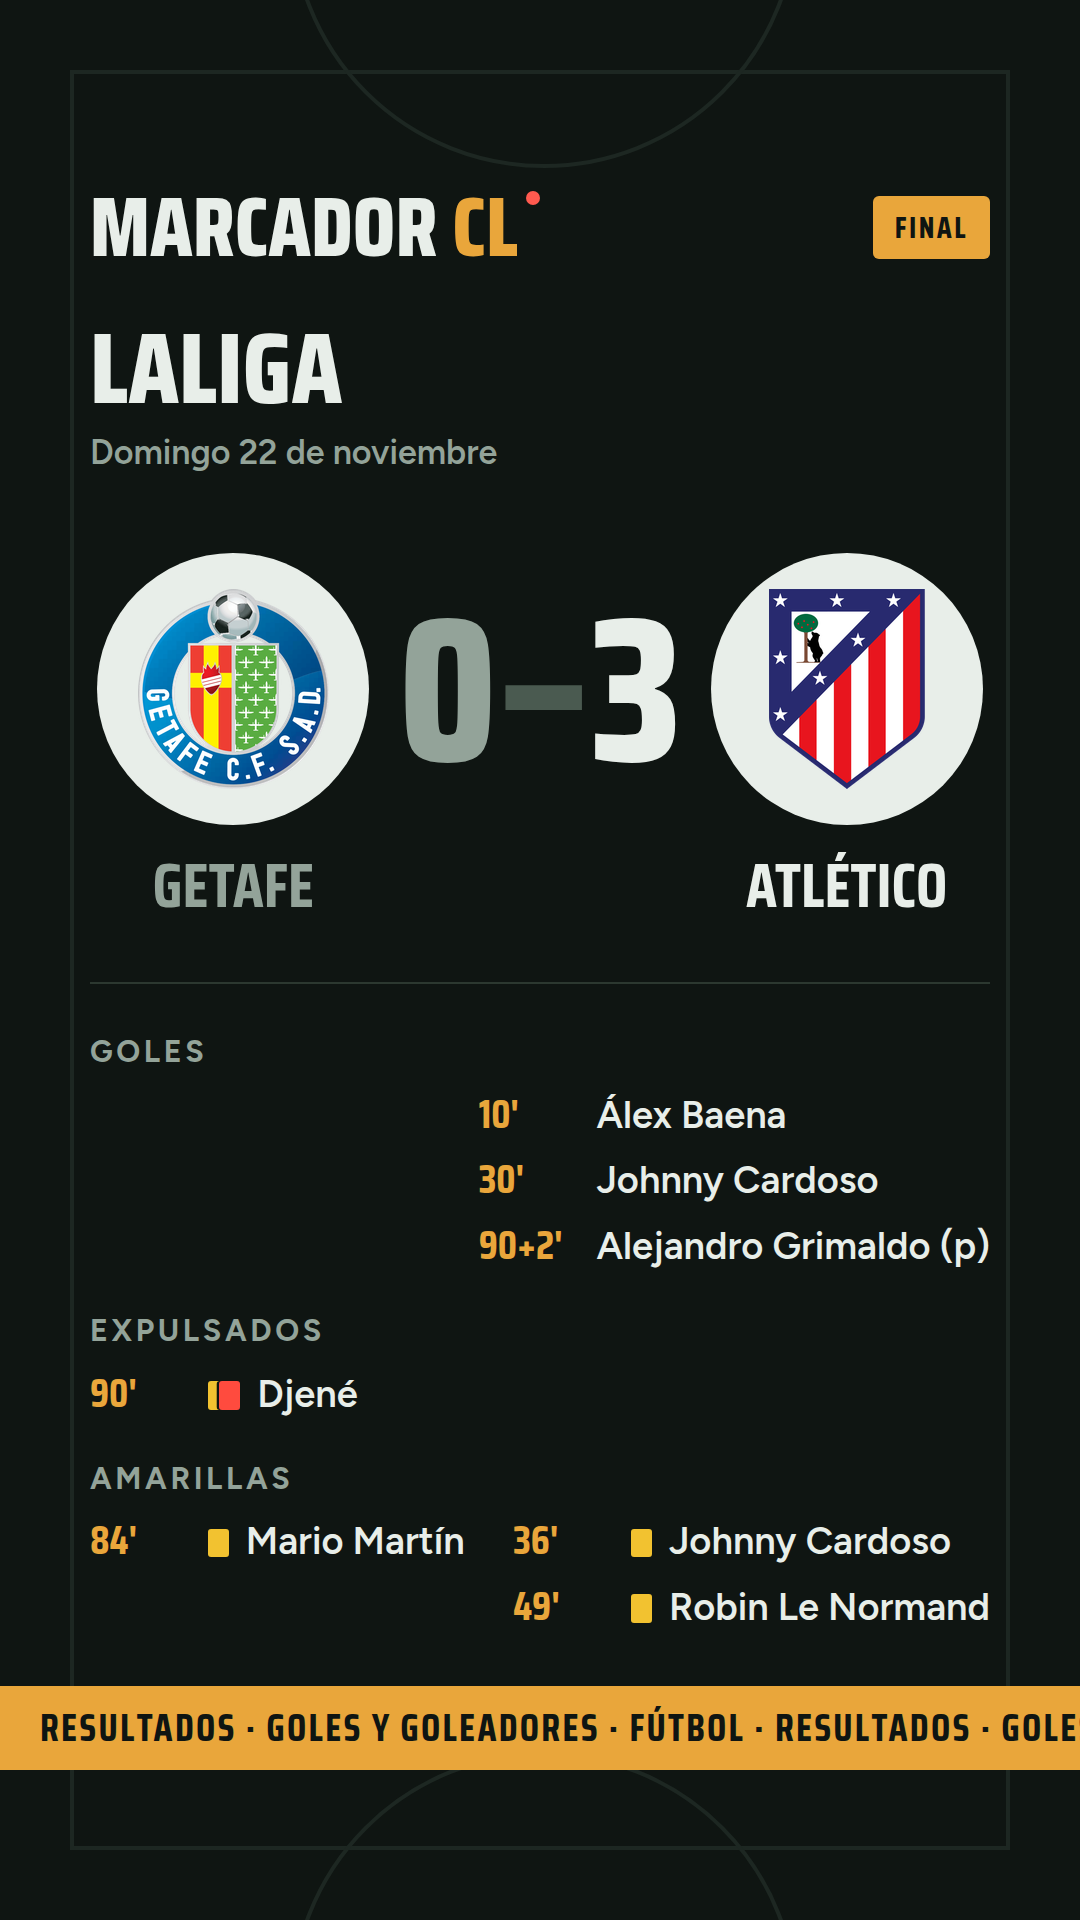 MARCADOR CL
FINAL
LALIGA
Domingo 22 de noviembre
GETAFE C.F. S.A.D.
0-3
GETAFE
ATLÉTICO
GOLES
10' Álex Baena
30' Johnny Cardoso
90+2' Alejandro Grimaldo (p)
EXPULSADOS
90' Djené
AMARILLAS
84' Mario Martín 36' Johnny Cardoso
49' Robin Le Normand
RESULTADOS · GOLES Y GOLEADORES · FÚTBOL · RESULTADOS · GOLES